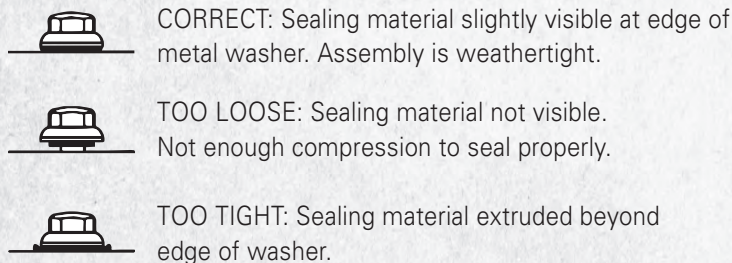 CORRECT: Sealing material slightly visible at edge of
metal washer. Assembly is weathertight.
TOO LOOSE: Sealing material not visible.
Not enough compression to seal properly.
TOO TIGHT: Sealing material extruded beyond
edge of washer.